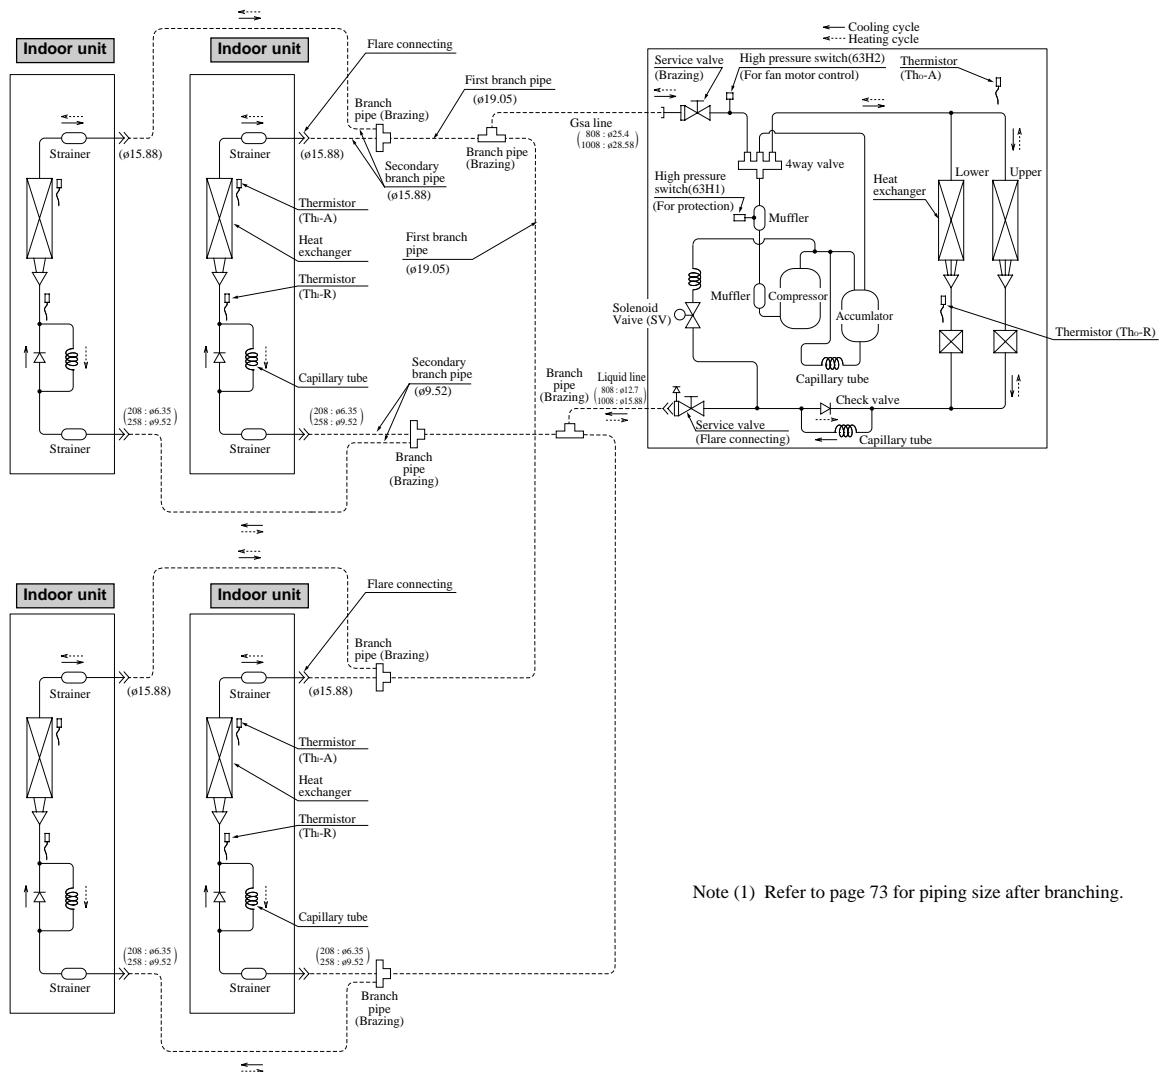 Cooling cycle
Heating cycle
Indoor unit
Indoor unit
Flare connecting
First branch pipe
(ø19.05)
Branch
pipe (Brazing)
Strainer
(ø15.88)
Strainer
(ø15.88)
Secondary
branch pipe
(ø15.88)
Branch pipe
(Brazing)
Thermistor
(ThI-A)
Heat
exchanger
Thermistor
(ThI-R)
First branch
pipe
(ø19.05)
Capillary tube
Secondary
branch pipe
(ø9.52)
(208 : ø6.35
258 : ø9.52)
Strainer
(208 : ø6.35
258 : ø9.52)
Strainer
Branch
pipe
(Brazing)
Branch
pipe
(Brazing)
Service valve
(Brazing)
High pressure switch(63H2)
(For fan motor control)
Thermistor
(Tho-A)
Gsa line
(808 : ø25.4
1008 : ø28.58)
4way valve
High pressure
switch(63H1)
(For protection)
Muffler
Heat
exchanger
Lower
Upper
Muffler
Compressor
Accumlator
Solenoid
Vaive (SV)
Thermistor (Tho-R)
Capillary tube
Liquid line
(808 : ø12.7
1008 : ø15.88)
Check valve
Service valve
(Flare connecting)
Capillary tube
Indoor unit
Indoor unit
Flare connecting
Branch
pipe (Brazing)
Strainer
(ø15.88)
Strainer
(ø15.88)
Thermistor
(ThI-A)
Heat
exchanger
Thermistor
(ThI-R)
Capillary tube
(208 : ø6.35
258 : ø9.52)
Strainer
(208 : ø6.35
258 : ø9.52)
Strainer
Branch
pipe
(Brazing)
Note (1) Refer to page 73 for piping size after branching.